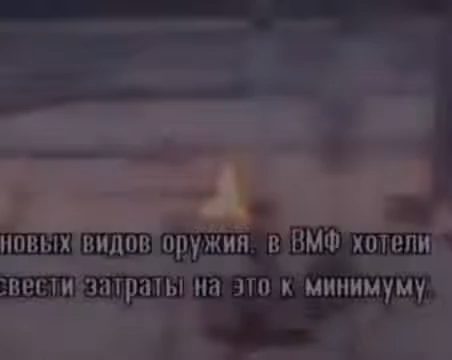 новых видов оружия, в ВМФ хотели
свести затраты на это к минимуму.